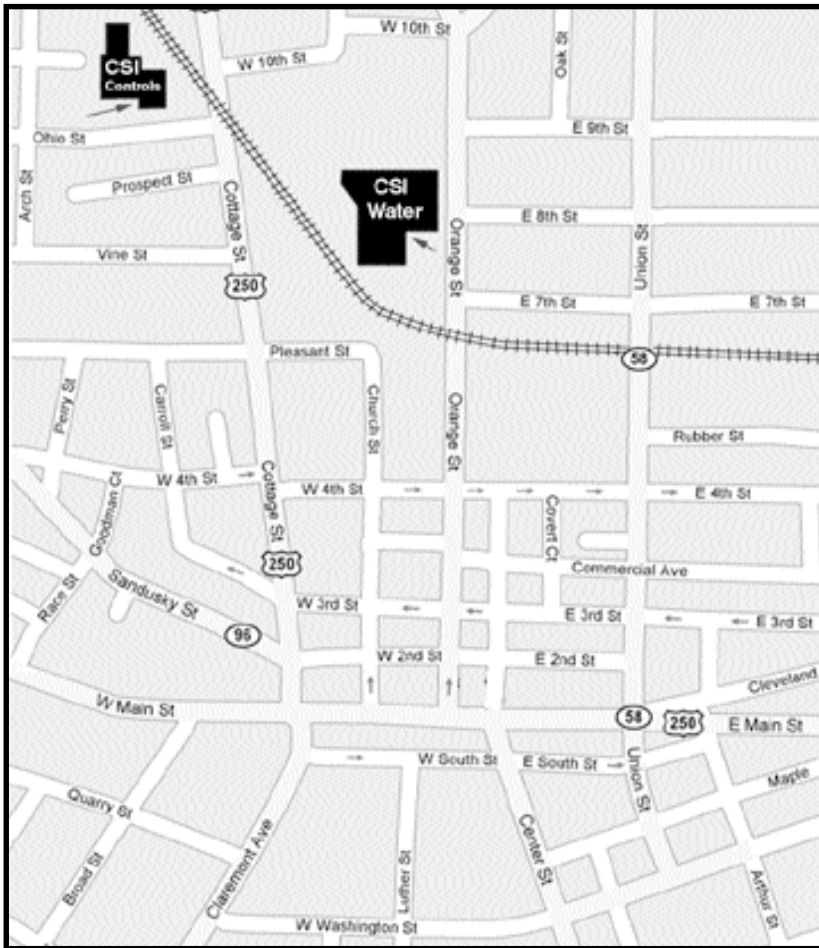 W 10th St
CSI
Controls
W 10th St
Oak St
Ohio St
E 9th St
Arch St
Prospect St
CSI
Water
Cottage St
Orange St
E 8th St
Union St
Vine St
250
E 7th St
E 7th St
Pleasant St
58
Perry St
Carroll St
Church St
Orange St
Rubber St
W 4th St
Cottage St
W 4th St
E 4th St
Goodman Ct
Covert Ct
250
Commercial Ave
Race St
Sandusky St
W 3rd St
E 3rd St
E 3rd St
96
W 2nd St
E 2nd St
Cleveland
W Main St
58
250
E Main St
W South St
E South St
Union St
Maple
Quarry St
Center St
Claremont Ave
Broad St
Luther St
Arthur St
W Washington St